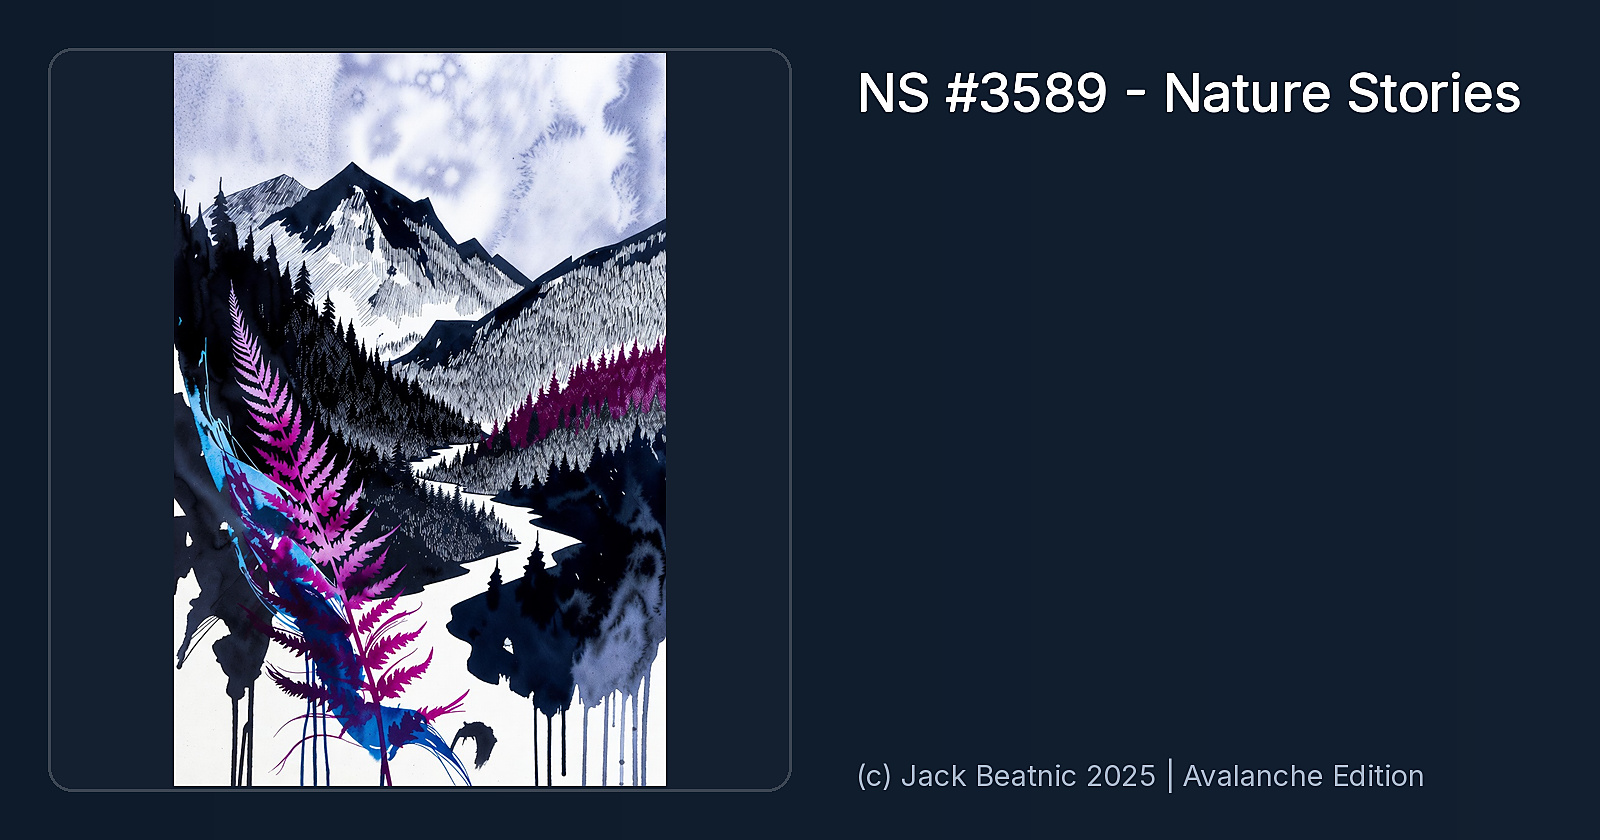 NS #3589 - Nature Stories
(c) Jack Beatnic 2025 | Avalanche Edition